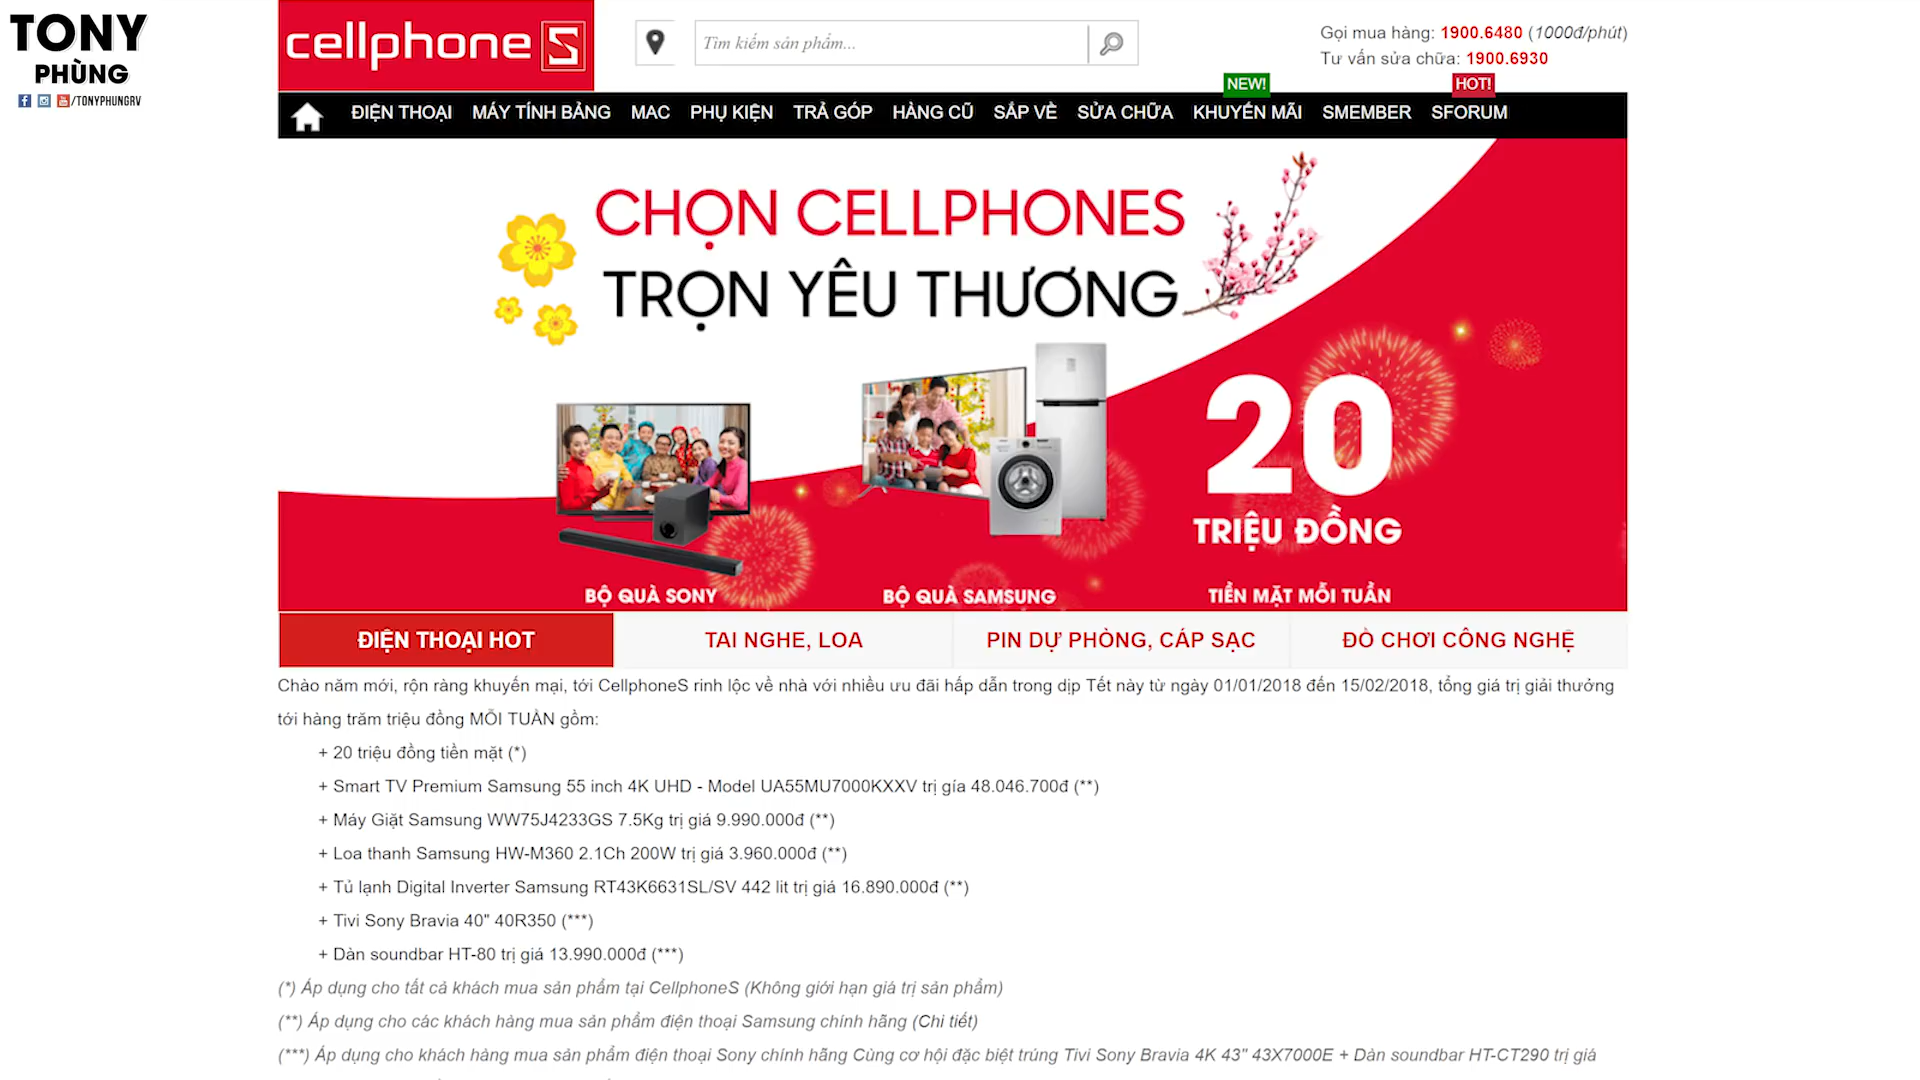 TONY
PHÙNG
/TONYPHUNGRV
cellphoneS
Tìm kiếm sản phẩm...
Gọi mua hàng: 1900.6480 (1000đ/phút)
Tư vấn sửa chữa: 1900.6930
NEW!
HOT!
ĐIỆN THOẠI MÁY TÍNH BẢNG MAC PHỤ KIỆN TRẢ GÓP HÀNG CŨ SẮP VỀ SỬA CHỮA KHUYẾN MÃI SMEMBER SFORUM
CHỌN CELLPHONES
TRỌN YÊU THƯƠNG
20
TRIỆU ĐỒNG
BỘ QUÀ SONY
BỘ QUÀ SAMSUNG
TIỀN MẶT MỖI TUẦN
ĐIỆN THOẠI HOT
TAI NGHE, LOA
PIN DỰ PHÒNG, CÁP SẠC
ĐỒ CHƠI CÔNG NGHỆ
Chào năm mới, rộn ràng khuyến mại, tới CellphoneS rinh lộc về nhà với nhiều ưu đãi hấp dẫn trong dịp Tết này từ ngày 01/01/2018 đến 15/02/2018, tổng giá trị giải thưởng
tới hàng trăm triệu đồng MỖI TUẦN gồm:
+ 20 triệu đồng tiền mặt (*)
+ Smart TV Premium Samsung 55 inch 4K UHD - Model UA55MU7000KXXV trị gía 48.046.700đ (**)
+ Máy Giặt Samsung WW75J4233GS 7.5Kg trị giá 9.990.000đ (**)
+ Loa thanh Samsung HW-M360 2.1Ch 200W trị giá 3.960.000đ (**)
+ Tủ lạnh Digital Inverter Samsung RT43K6631SL/SV 442 lit trị giá 16.890.000đ (**)
+ Tivi Sony Bravia 40" 40R350 (***)
+ Dàn soundbar HT-80 trị giá 13.990.000đ (***)
(*) Áp dụng cho tất cả khách mua sản phẩm tại CellphoneS (Không giới hạn giá trị sản phẩm)
(**) Áp dụng cho các khách hàng mua sản phẩm điện thoại Samsung chính hãng (Chi tiết)
(***) Áp dụng cho khách hàng mua sản phẩm điện thoại Sony chính hãng Cùng cơ hội đặc biệt trúng Tivi Sony Bravia 4K 43" 43X7000E + Dàn soundbar HT-CT290 trị giá